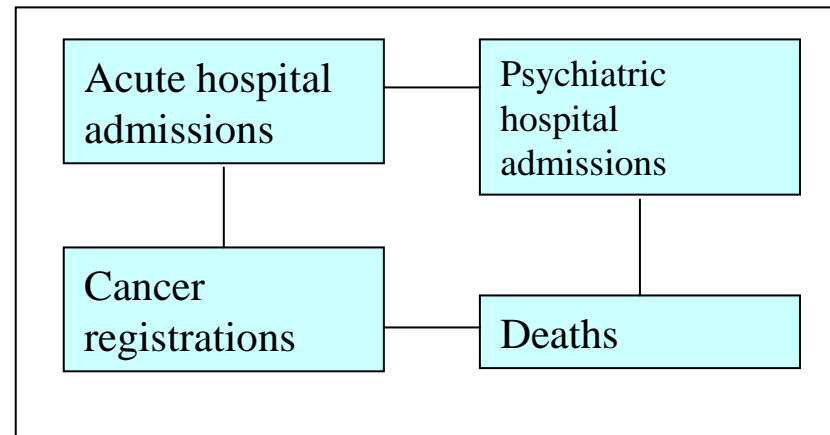 Acute hospital
admissions
Psychiatric
hospital
admissions
Cancer
registrations
Deaths